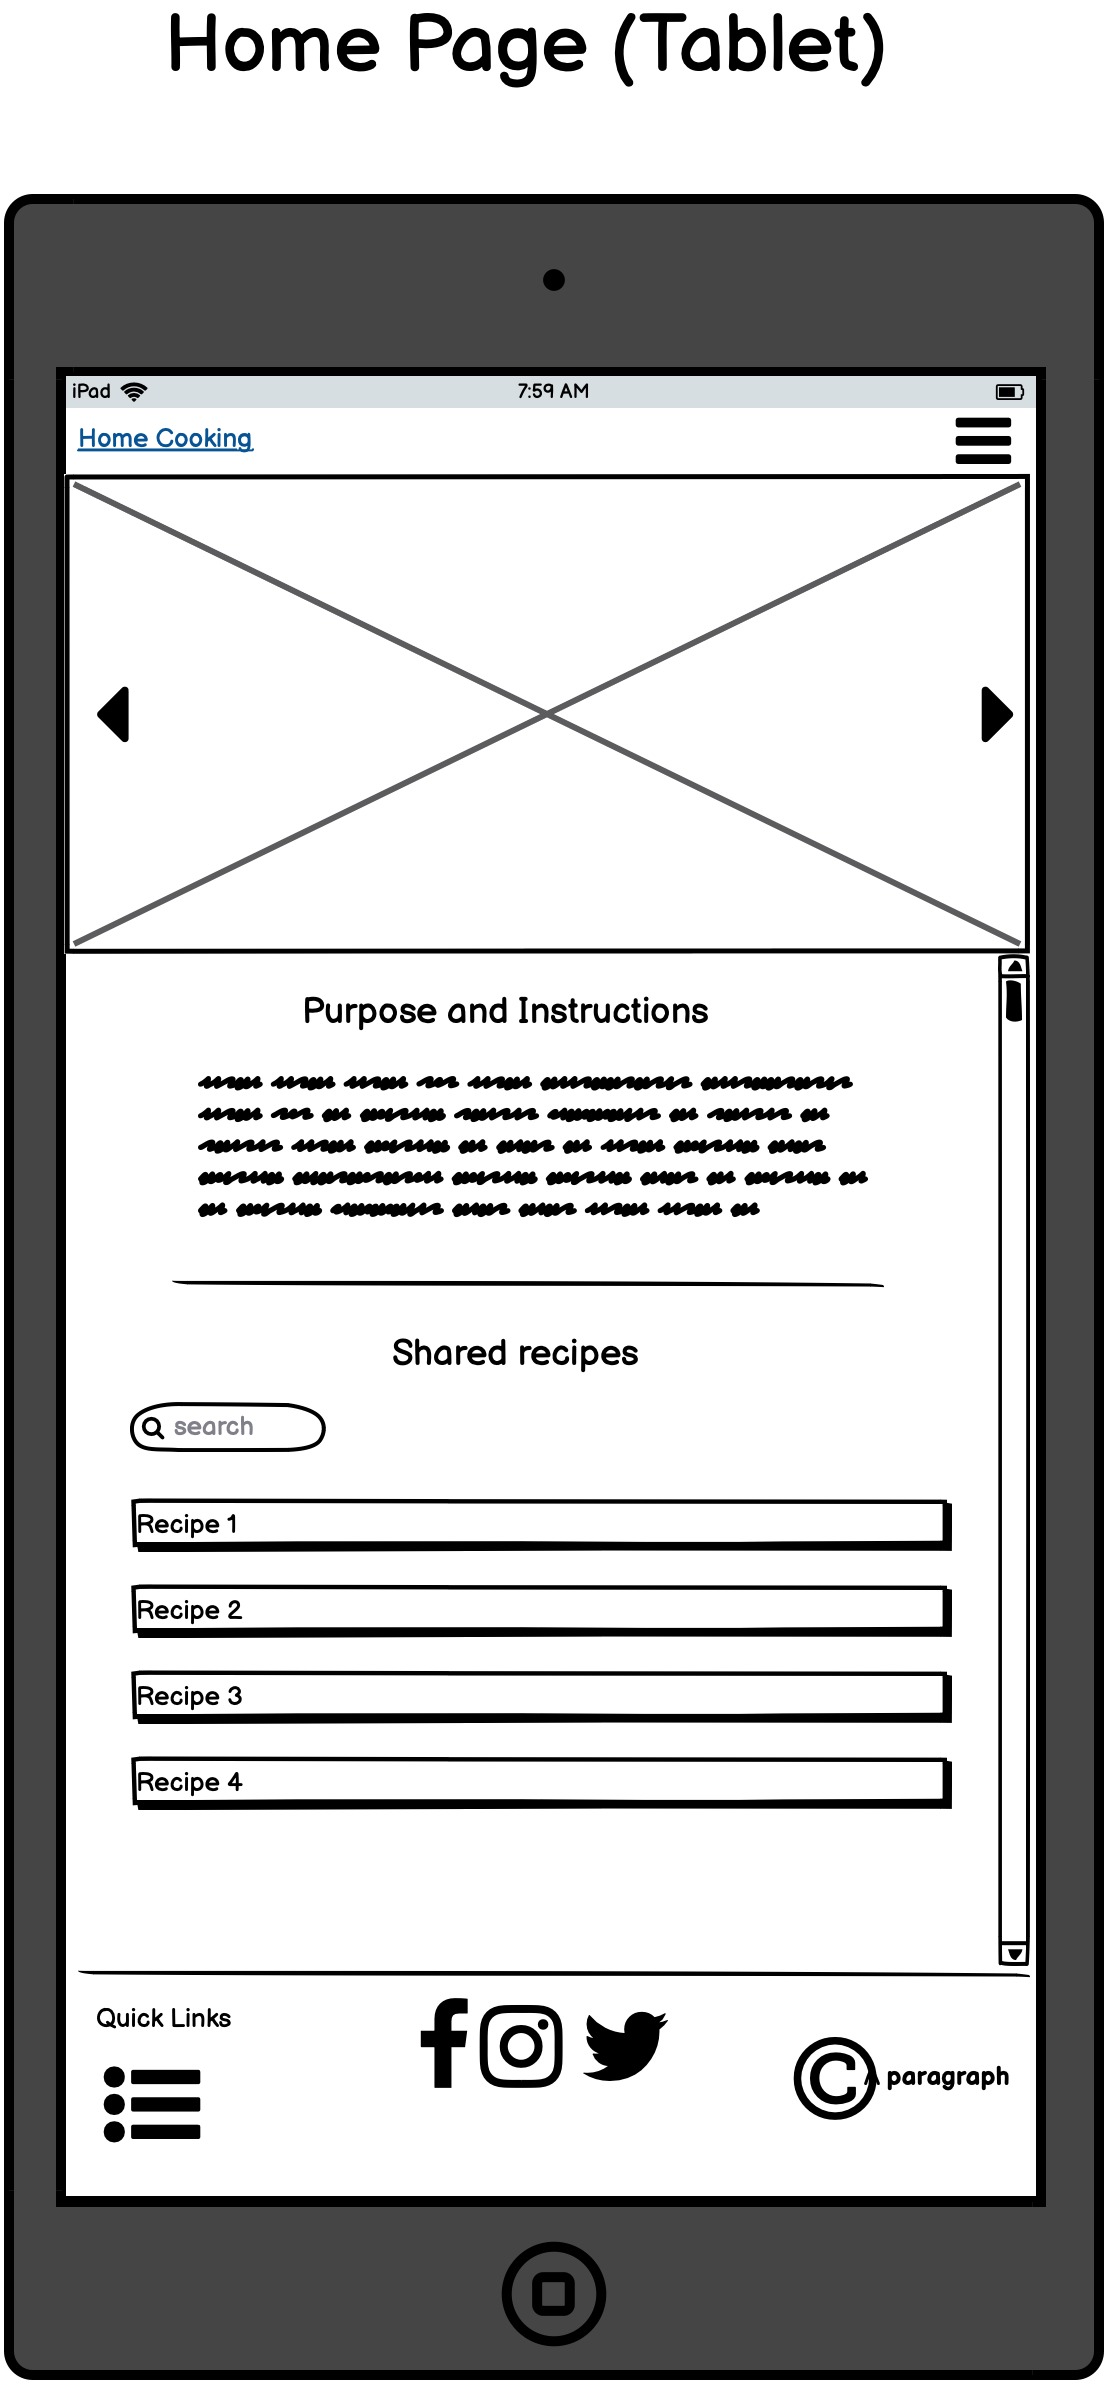 Home Page (Tablet)
iPad 7:59 AM
Home Cooking
Purpose and Instructions
Shared recipes
search
Recipe 1
Recipe 2
Recipe 3
Recipe 4
Quick Links
© A paragraph